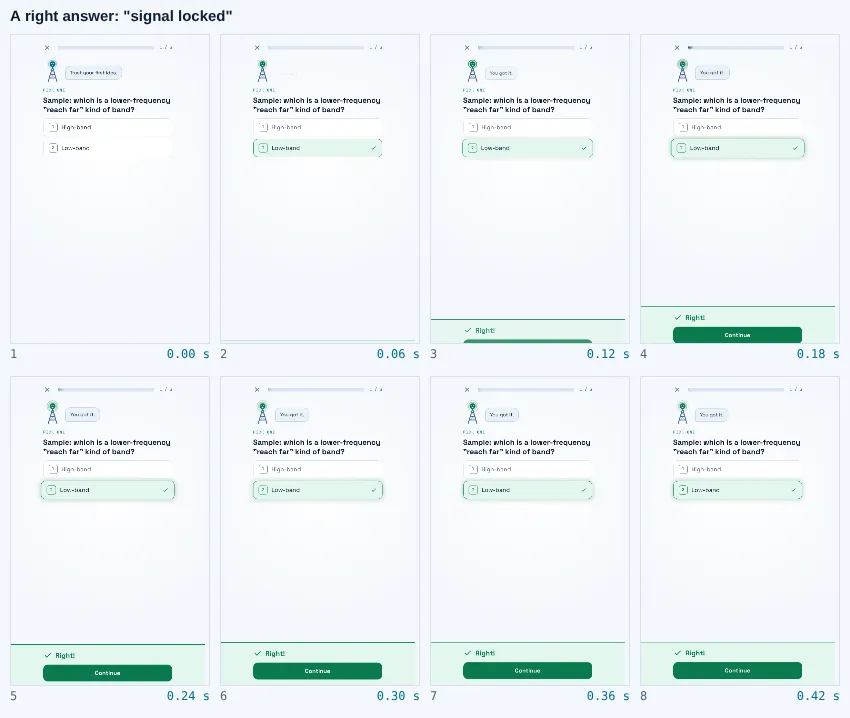 A right answer: "signal locked"
Trust your first idea.
Sample: which is a lower-frequency
"reach far" kind of band?
High-band
Low-band
1 0.00 s
Sample: which is a lower-frequency
"reach far" kind of band?
High-band
Low-band
2 0.06 s
You got it.
Sample: which is a lower-frequency
"reach far" kind of band?
High-band
Low-band
Right!
3 0.12 s
You got it.
Sample: which is a lower-frequency
"reach far" kind of band?
High-band
Low-band
Right!
Continue
4 0.18 s
You got it.
Sample: which is a lower-frequency
"reach far" kind of band?
High-band
Low-band
Right!
Continue
5 0.24 s
You got it.
Sample: which is a lower-frequency
"reach far" kind of band?
High-band
Low-band
Right!
Continue
6 0.30 s
You got it.
Sample: which is a lower-frequency
"reach far" kind of band?
High-band
Low-band
Right!
Continue
7 0.36 s
You got it.
Sample: which is a lower-frequency
"reach far" kind of band?
High-band
Low-band
Right!
Continue
8 0.42 s